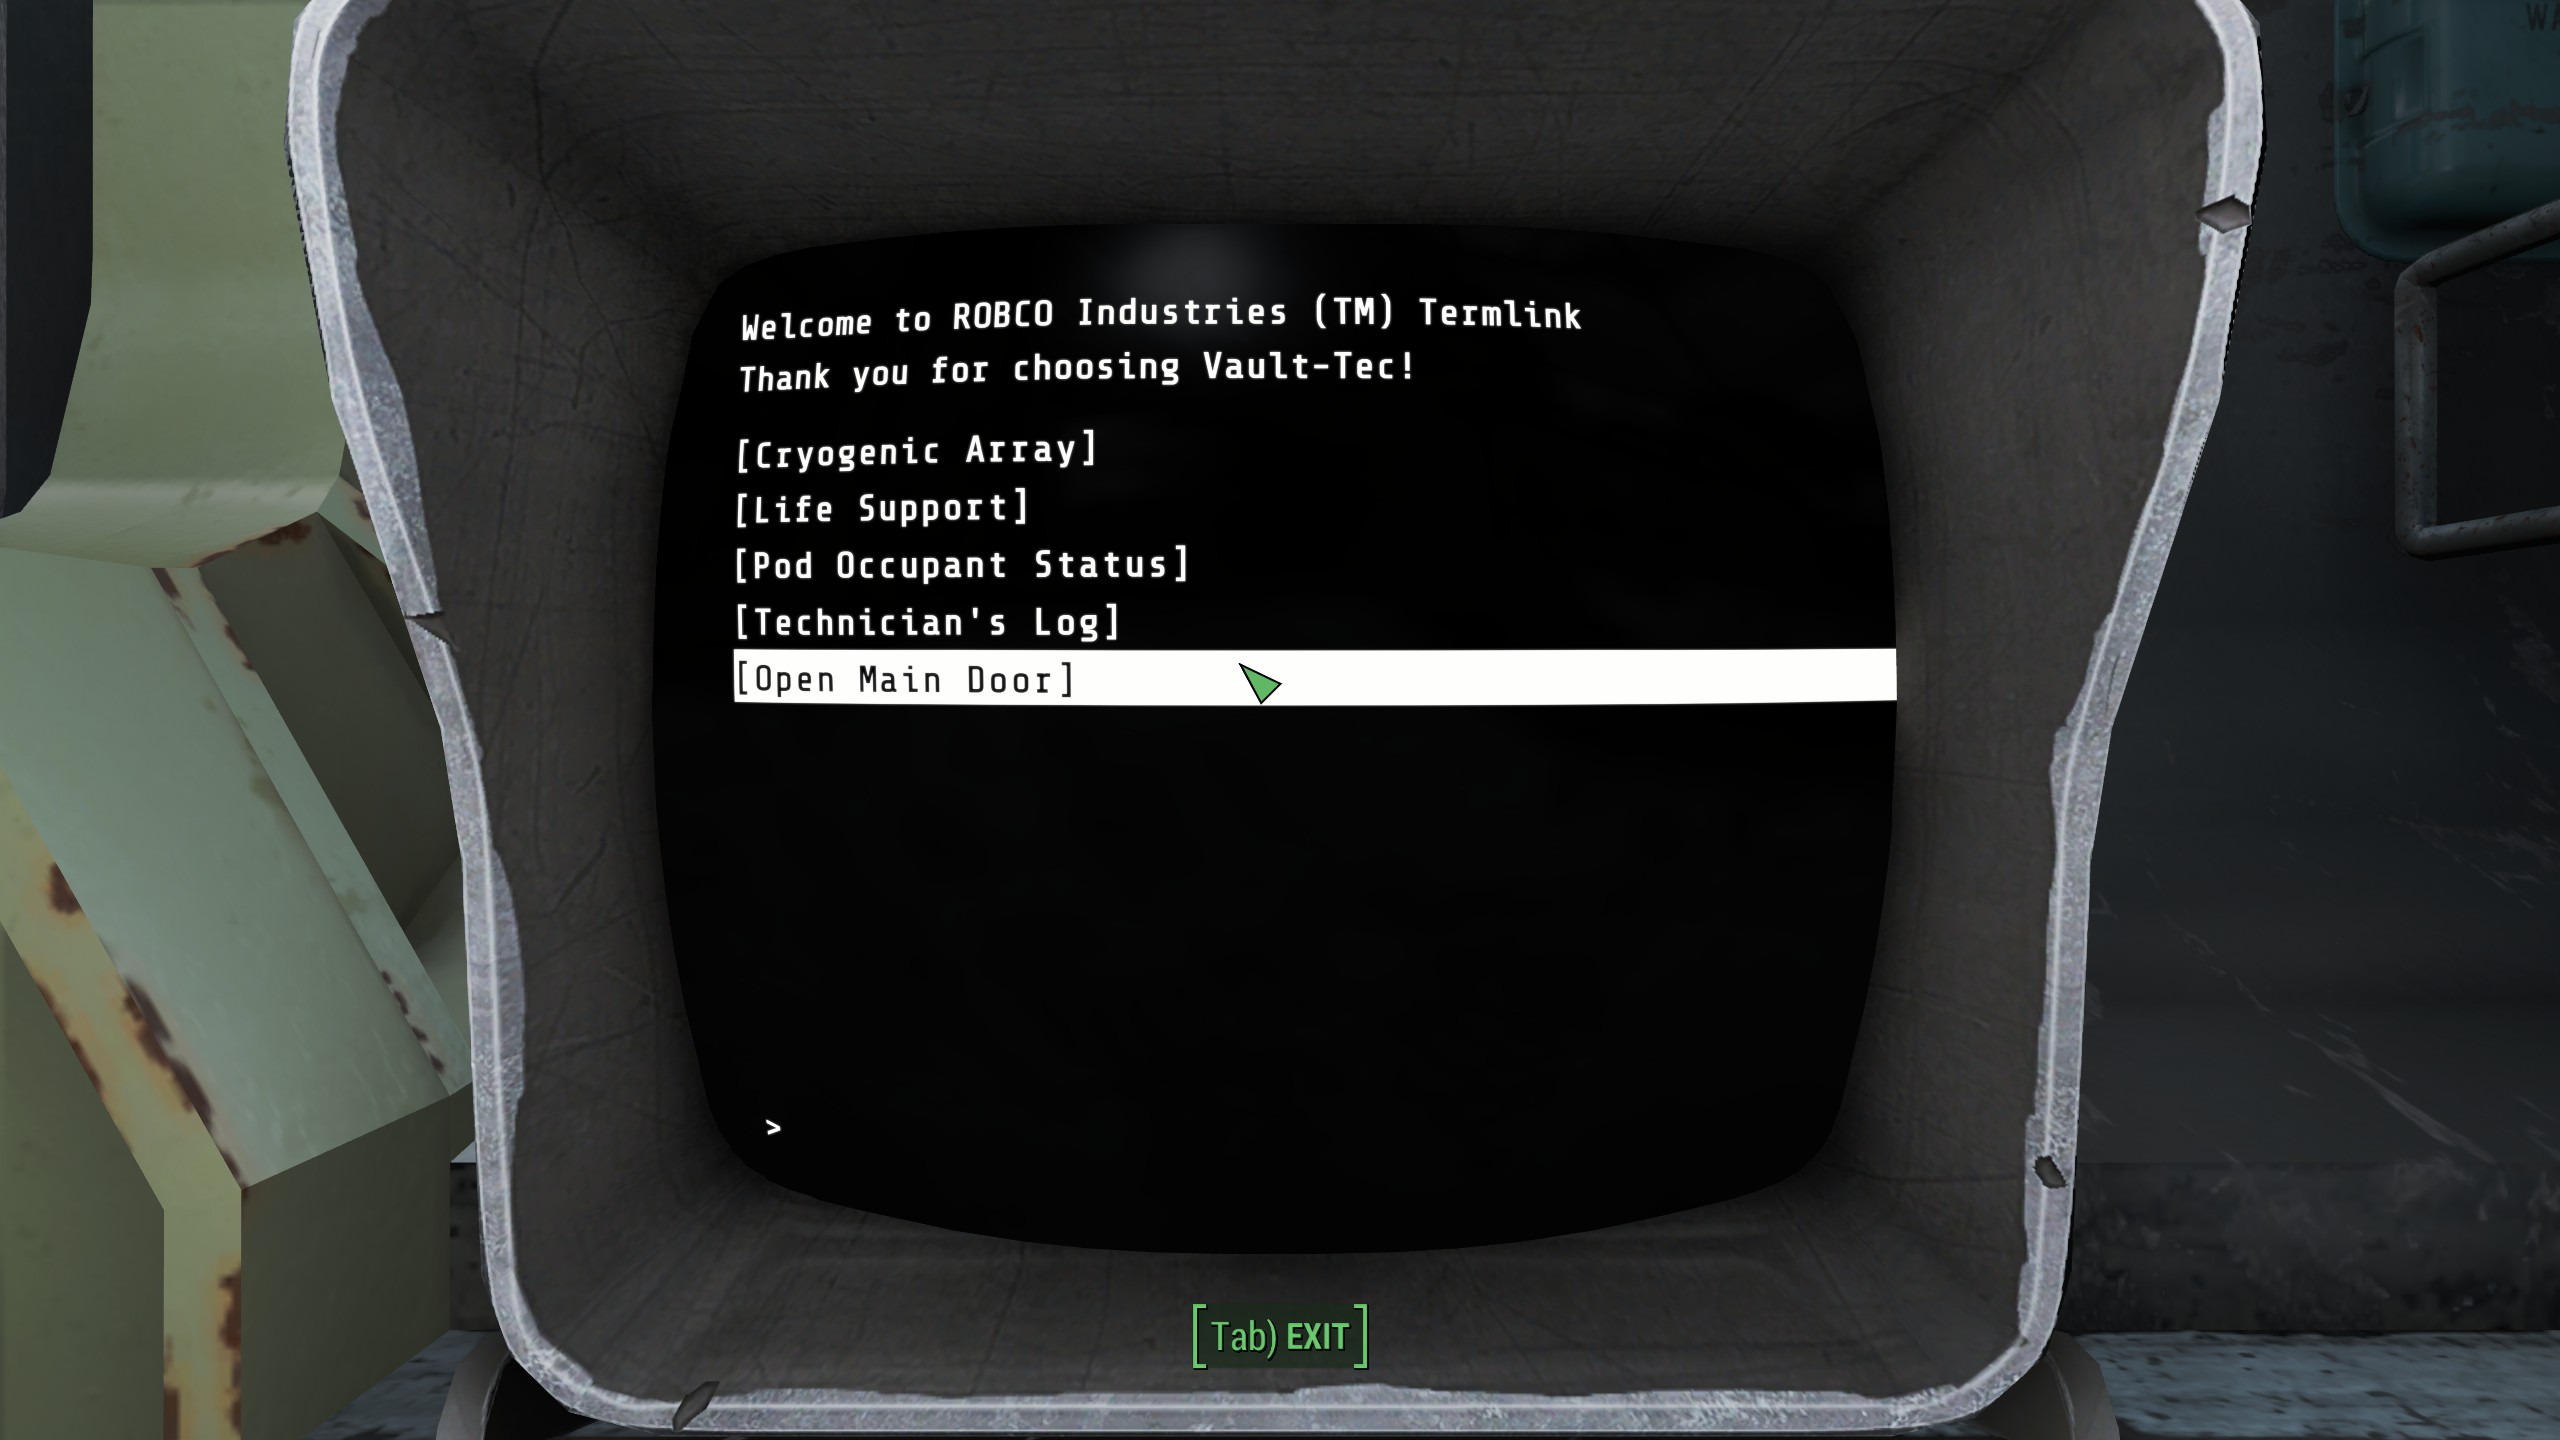 Welcome to ROBCO Industries (TM) Termlink
Thank you for choosing Vault-Tec!
[Cryogenic Array]
[Life Support]
[Pod Occupant Status]
[Technician's Log]
[Open Main Door]
>
[Tab) EXIT]